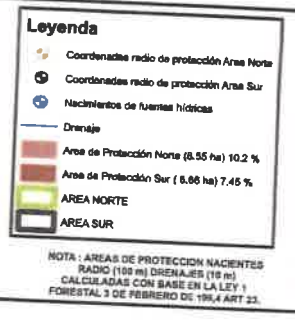 Leyenda
Coordenadas radio de protección Area Norte
Coordenadas radio de protección Area Sur
Nacimientos de fuentes hídricas
Drenaje
Area de Protección Norte (8.55 ha) 10.2 %
Area de Protección Sur ( 6.66 ha) 7.45 %
AREA NORTE
AREA SUR
NOTA : AREAS DE PROTECCION NACIENTES
RADIO (100 m) DRENAJES (10 m)
CALCULADAS CON BASE EN LA LEY
FORESTAL 3 DE FEBRERO DE 199,4 ART 23.